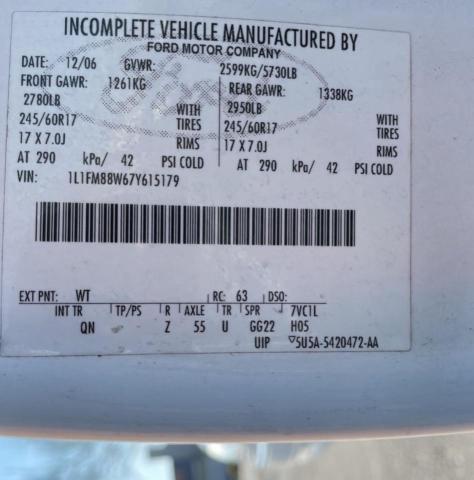 INCOMPLETE VEHICLE MANUFACTURED BY
FORD MOTOR COMPANY
DATE: 12/06 GVWR: 2599KG/5730LB
FRONT GAWR: 1261KG REAR GAWR: 1338KG
2780LB WITH 2950LB WITH
245/60R17 TIRES 245/60R17 TIRES
17 X 7.0J RIMS 17 X 7.0J RIMS
AT 290 kPa/ 42 PSI COLD AT 290 kPa/ 42 PSI COLD
VIN: 1L1FM88W67Y615179
EXT PNT: WT RC: 63 DSO:
INT TR TP/PS R AXLE TR SPR 7VC1L
QN Z 55 U GG22 H05
UIP ▽5U5A-5420472-AA
Ford